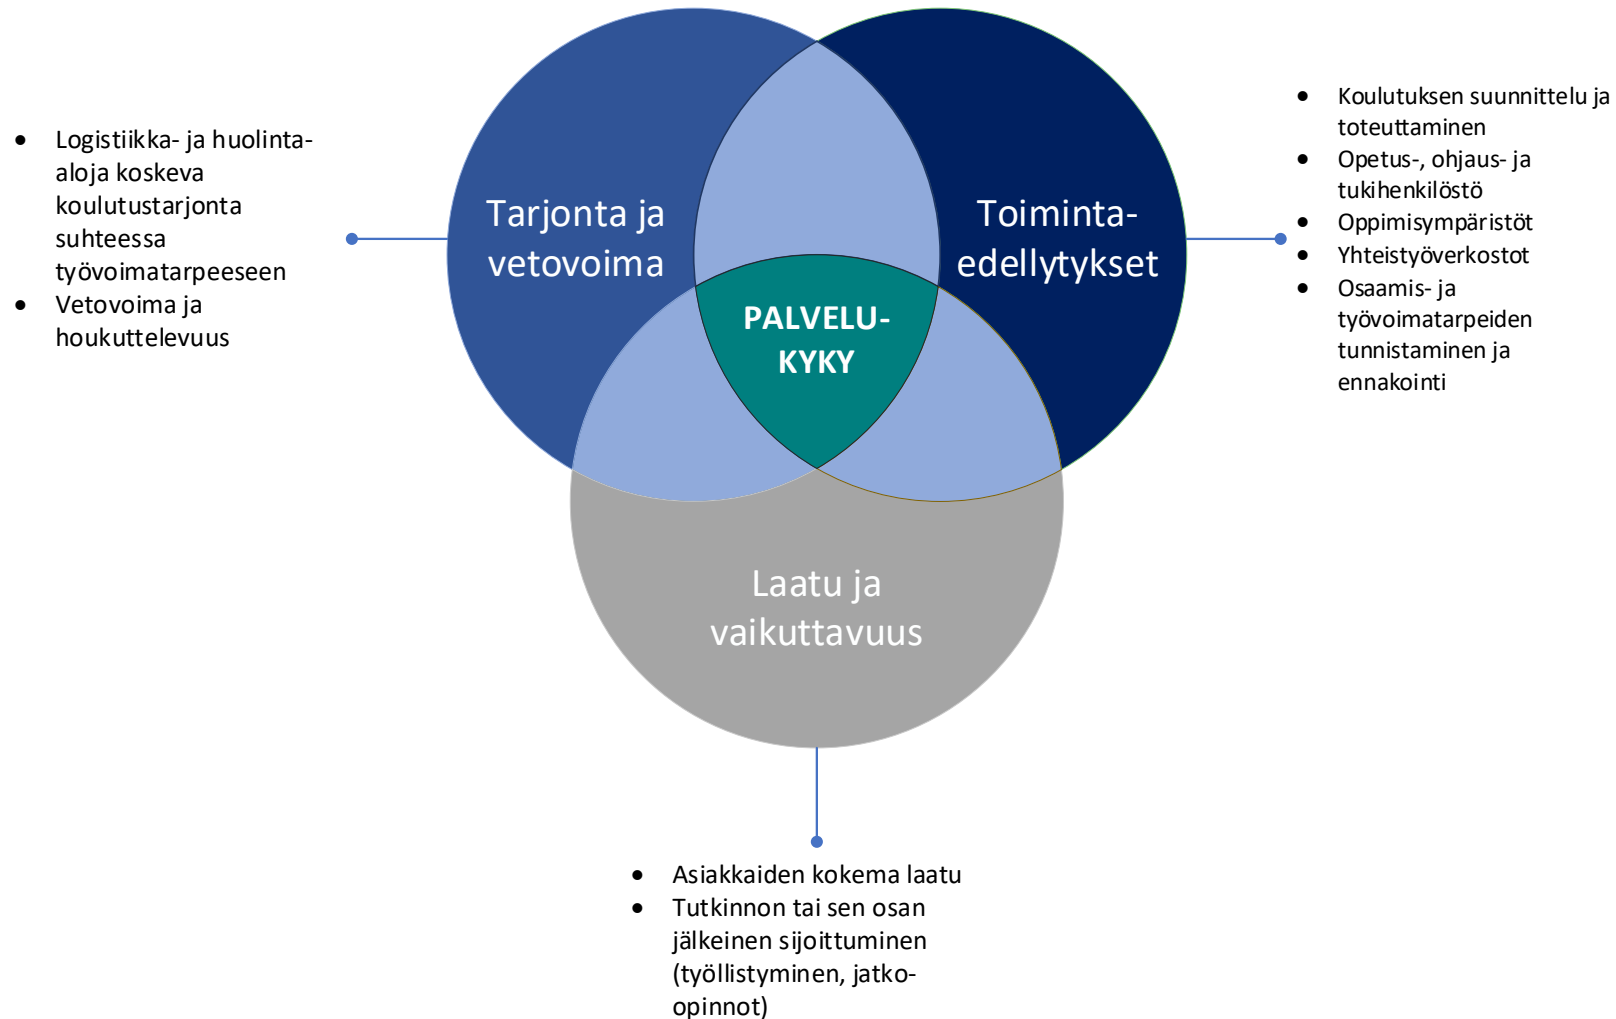 • Logistiikka- ja huolinta-
aloja koskeva
koulutustarjonta
suhteessa
työvoimatarpeeseen
• Vetovoima ja
houkuttelevuus
Tarjonta ja
vetovoima
Toiminta-
edellytykset
PALVELU-
KYKY
Laatu ja
vaikuttavuus
• Koulutuksen suunnittelu ja
toteuttaminen
• Opetus-, ohjaus- ja
tukihenkilöstö
• Oppimisympäristöt
• Yhteistyöverkostot
• Osaamis- ja
työvoimatarpeiden
tunnistaminen ja
ennakointi
• Asiakkaiden kokema laatu
• Tutkinnon tai sen osan
jälkeinen sijoittuminen
(työllistyminen, jatko-
opinnot)